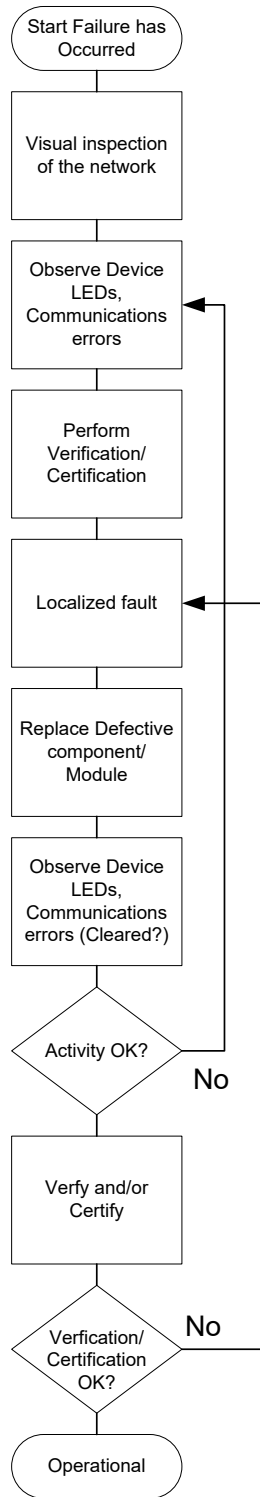 Start Failure has
Occurred
Visual inspection
of the network
Observe Device
LEDs,
Communications
errors
Perform
Verification/
Certification
Localized fault
Replace Defective
component/
Module
Observe Device
LEDs,
Communications
errors (Cleared?)
Activity OK?
No
Verfy and/or
Certify
No
Verfication/
Certification
OK?
Operational